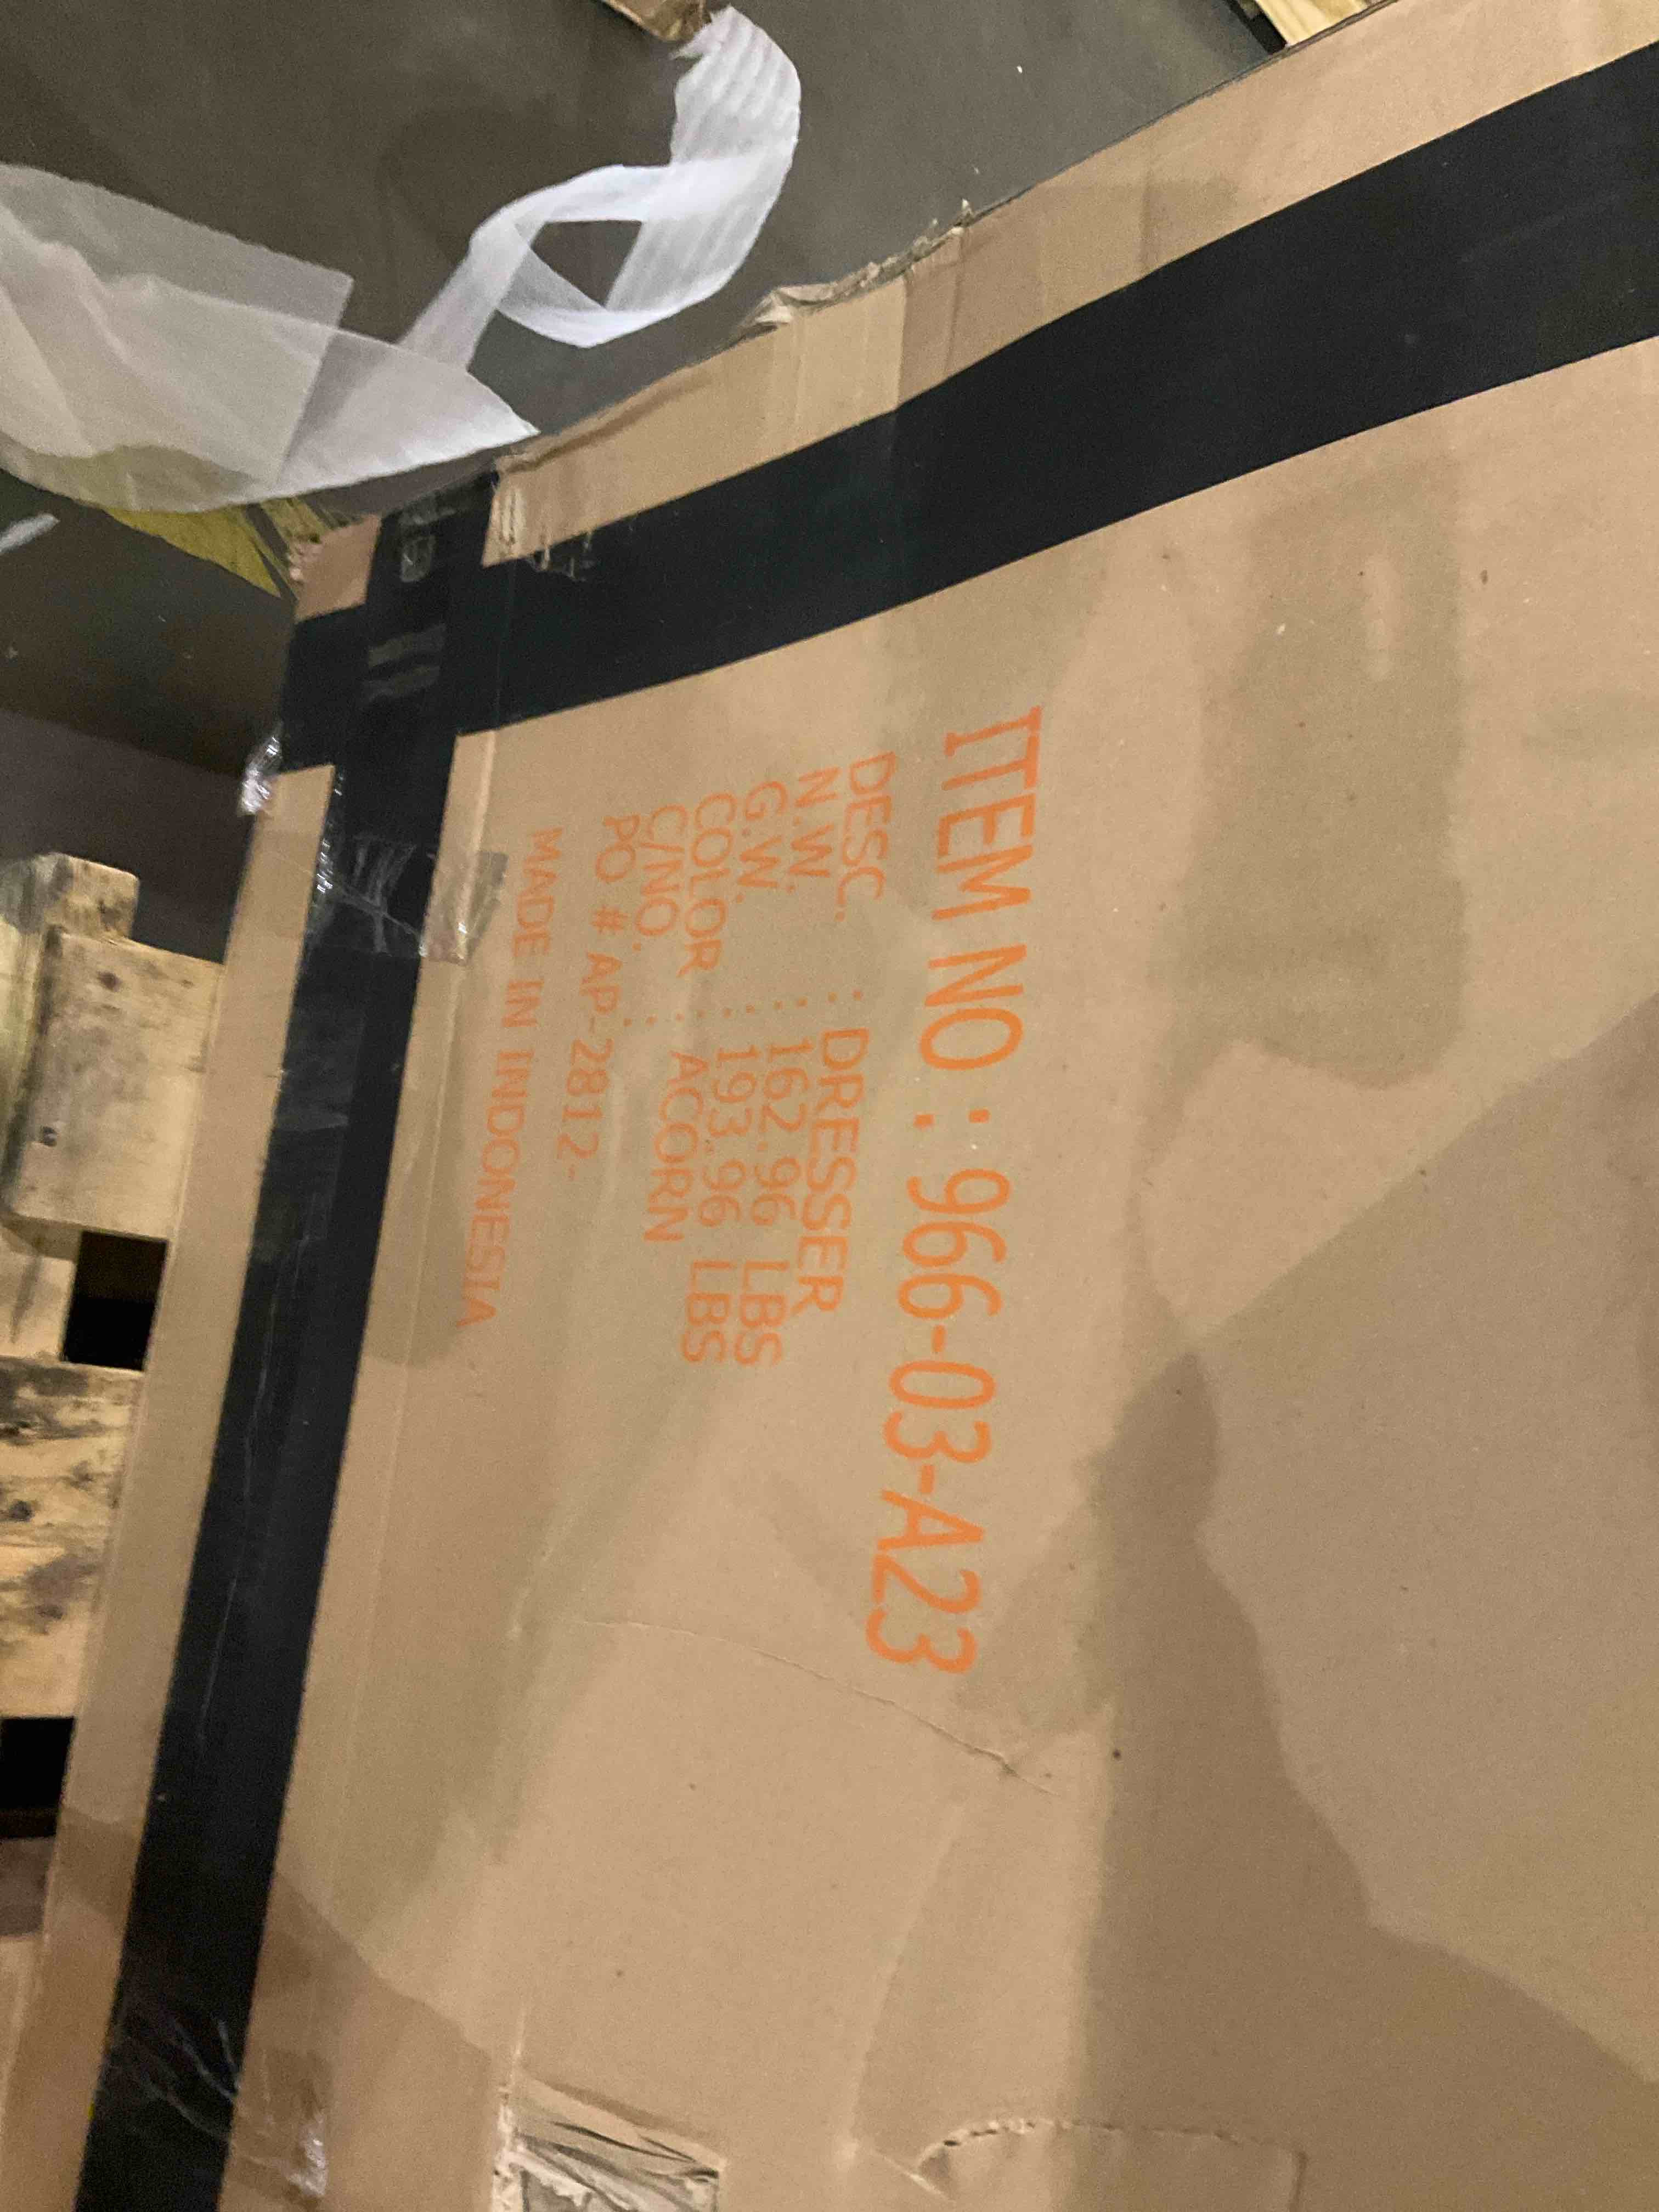 ITEM NO : 966-03-A23
DESC. : DRESSER
N.W. : 162.96 LBS
G.W. : 193.96 LBS
COLOR : ACORN
C/NO. :
PO # AP-2812-
MADE IN INDONESIA